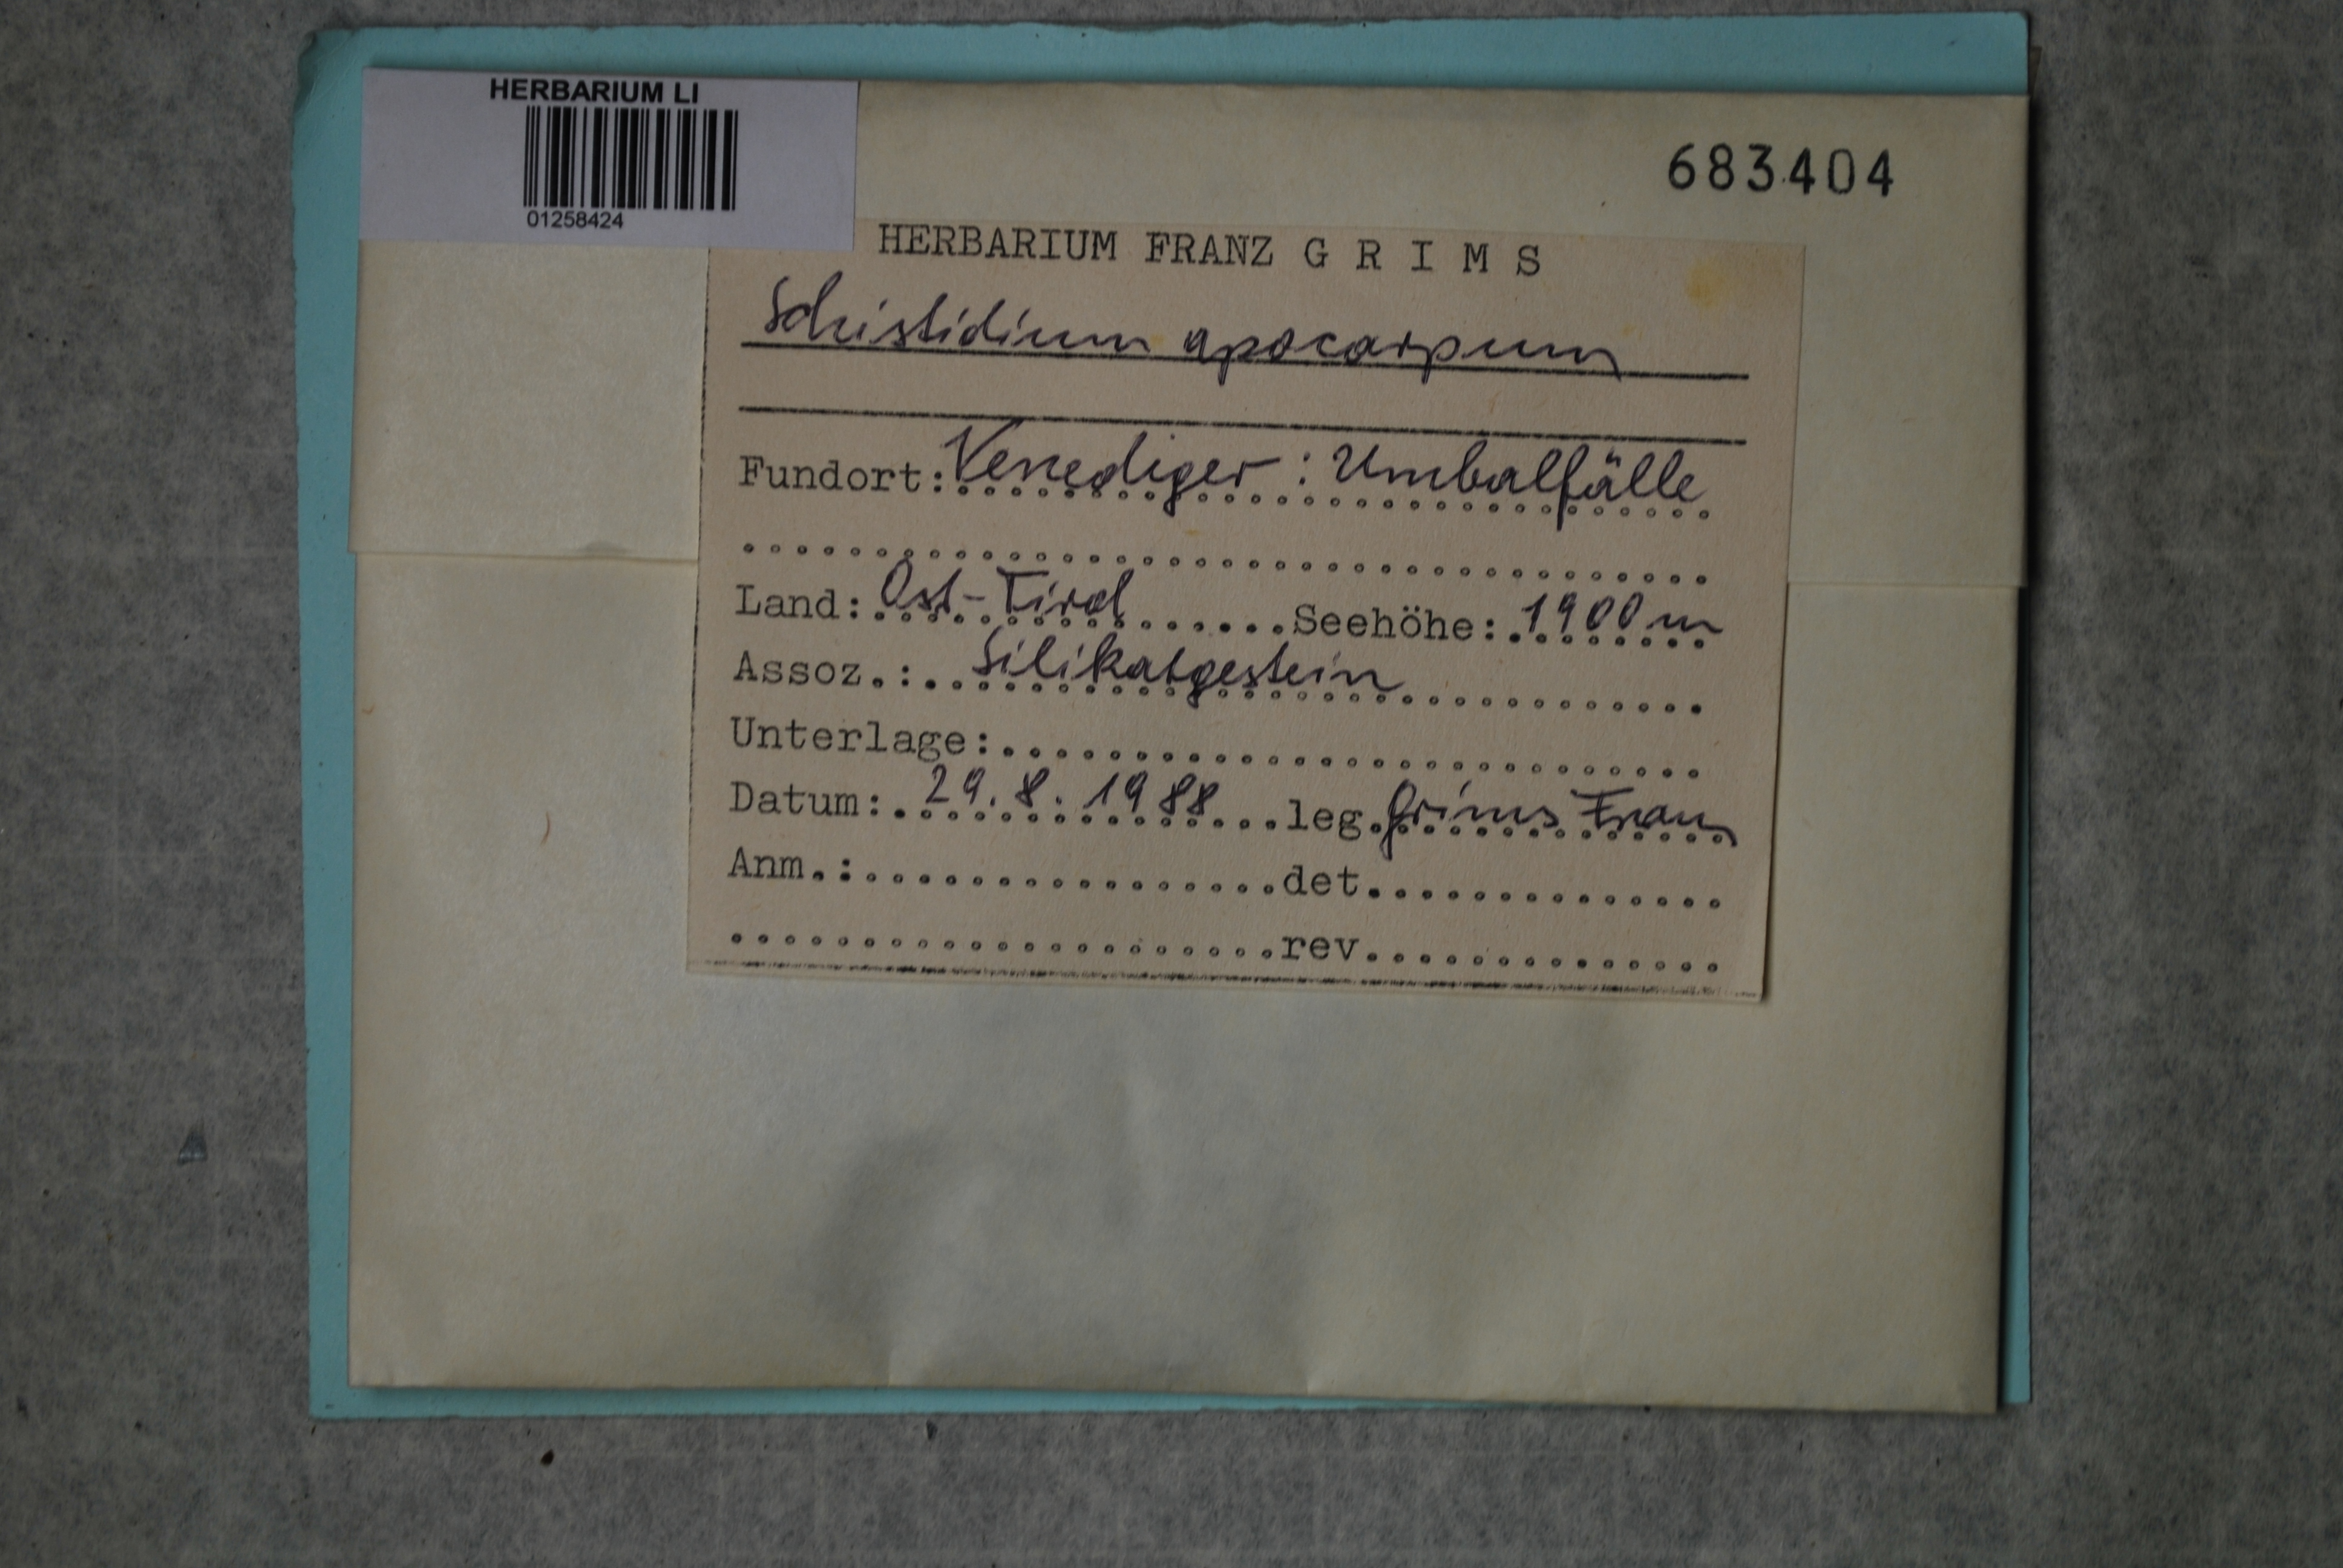 HERBARIUM LI
01258424
683404
HERBARIUM FRANZ G R I M S
Schistidium apocarpum
Fundort: Venediger: Umbalfälle
Land: Ost-Tirol Seehöhe: 1900 m
Assoz.: Silikatgestein
Unterlage:
Datum: 29. 8. 1988 leg. Grims Franz
Anm.: det.
rev.